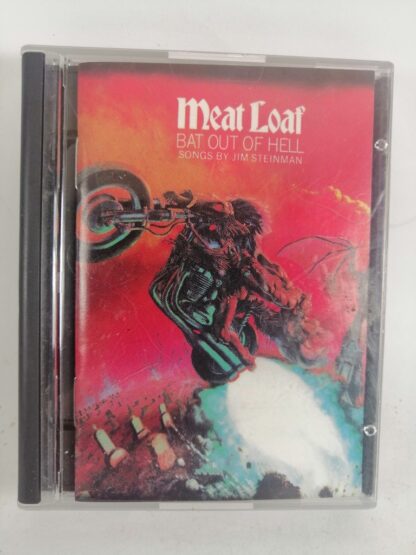 Meat Loaf
BAT OUT OF HELL
SONGS BY JIM STEINMAN